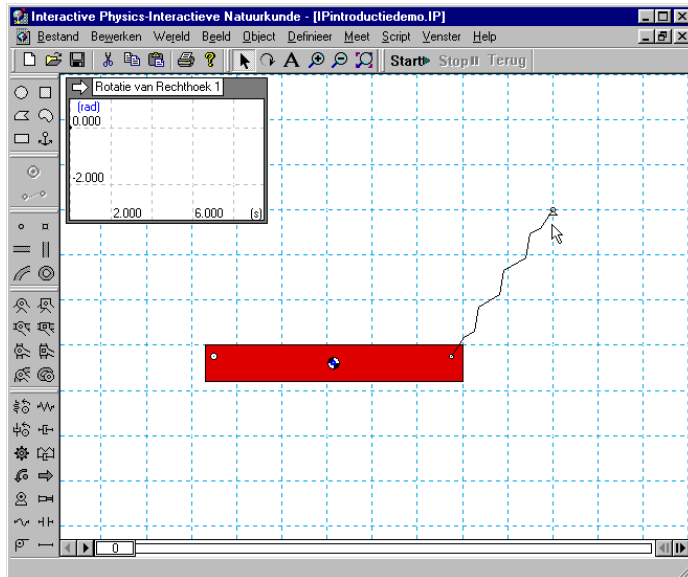 Interactive Physics-Interactieve Natuurkunde - [IPintroductiedemo.IP]
Bestand Bewerken Wereld Beeld Object Definieer Meet Script Venster Help
A Start Stop Terug
Rotatie van Rechthoek 1
(rad)
0.000
-2.000
2.000 6.000 (s)
0